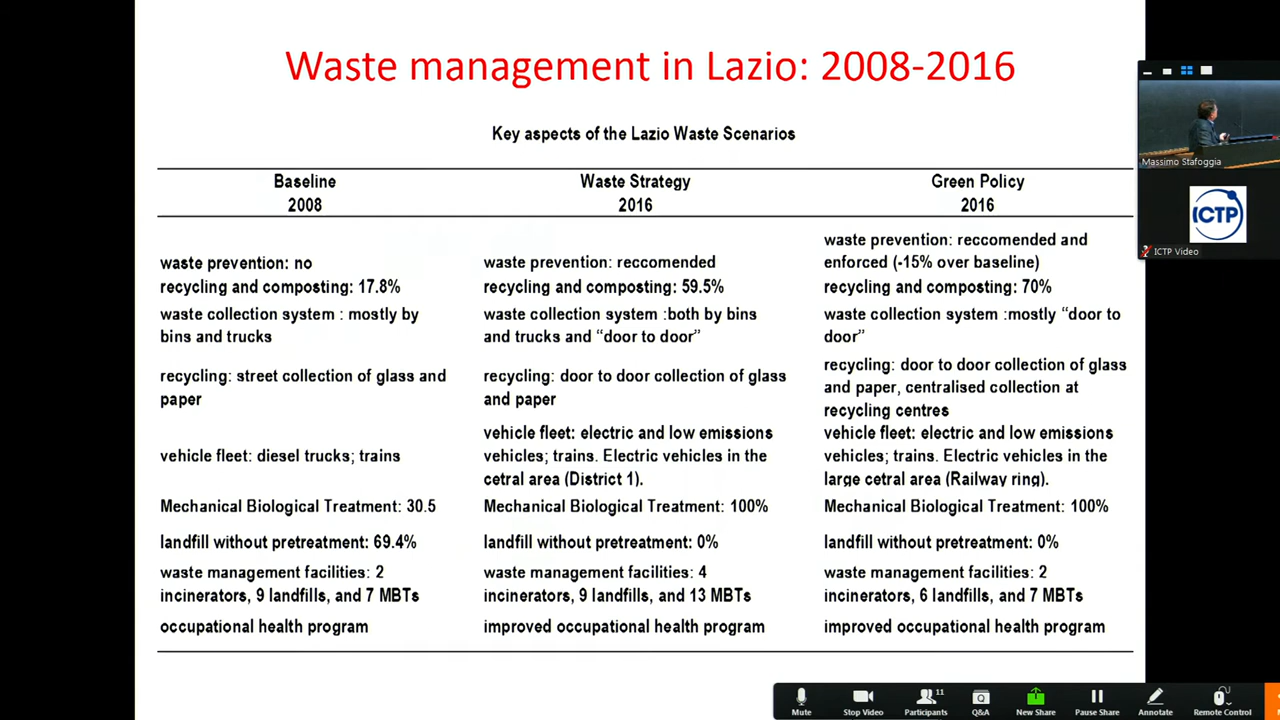 Waste management in Lazio: 2008-2016
Key aspects of the Lazio Waste Scenarios
Baseline
2008
Waste Strategy
2016
Green Policy
2016
waste prevention: no
recycling and composting: 17.8%
waste prevention: reccomended
recycling and composting: 59.5%
waste prevention: reccomended and
enforced (-15% over baseline)
recycling and composting: 70%
waste collection system : mostly by
bins and trucks
waste collection system :both by bins
and trucks and “door to door”
waste collection system :mostly “door to
door”
recycling: street collection of glass and
paper
recycling: door to door collection of glass
and paper
recycling: door to door collection of glass
and paper, centralised collection at
recycling centres
vehicle fleet: diesel trucks; trains
vehicle fleet: electric and low emissions
vehicles; trains. Electric vehicles in the
cetral area (District 1).
vehicle fleet: electric and low emissions
vehicles; trains. Electric vehicles in the
large cetral area (Railway ring).
Mechanical Biological Treatment: 30.5
Mechanical Biological Treatment: 100%
Mechanical Biological Treatment: 100%
landfill without pretreatment: 69.4%
landfill without pretreatment: 0%
landfill without pretreatment: 0%
waste management facilities: 2
incinerators, 9 landfills, and 7 MBTs
waste management facilities: 4
incinerators, 9 landfills, and 13 MBTs
waste management facilities: 2
incinerators, 6 landfills, and 7 MBTs
occupational health program
improved occupational health program
improved occupational health program
Massimo Stafoggia
ICTP
ICTP Video
Mute
Stop Video
11
Participants
Q&A
New Share
Pause Share
Annotate
Remote Control